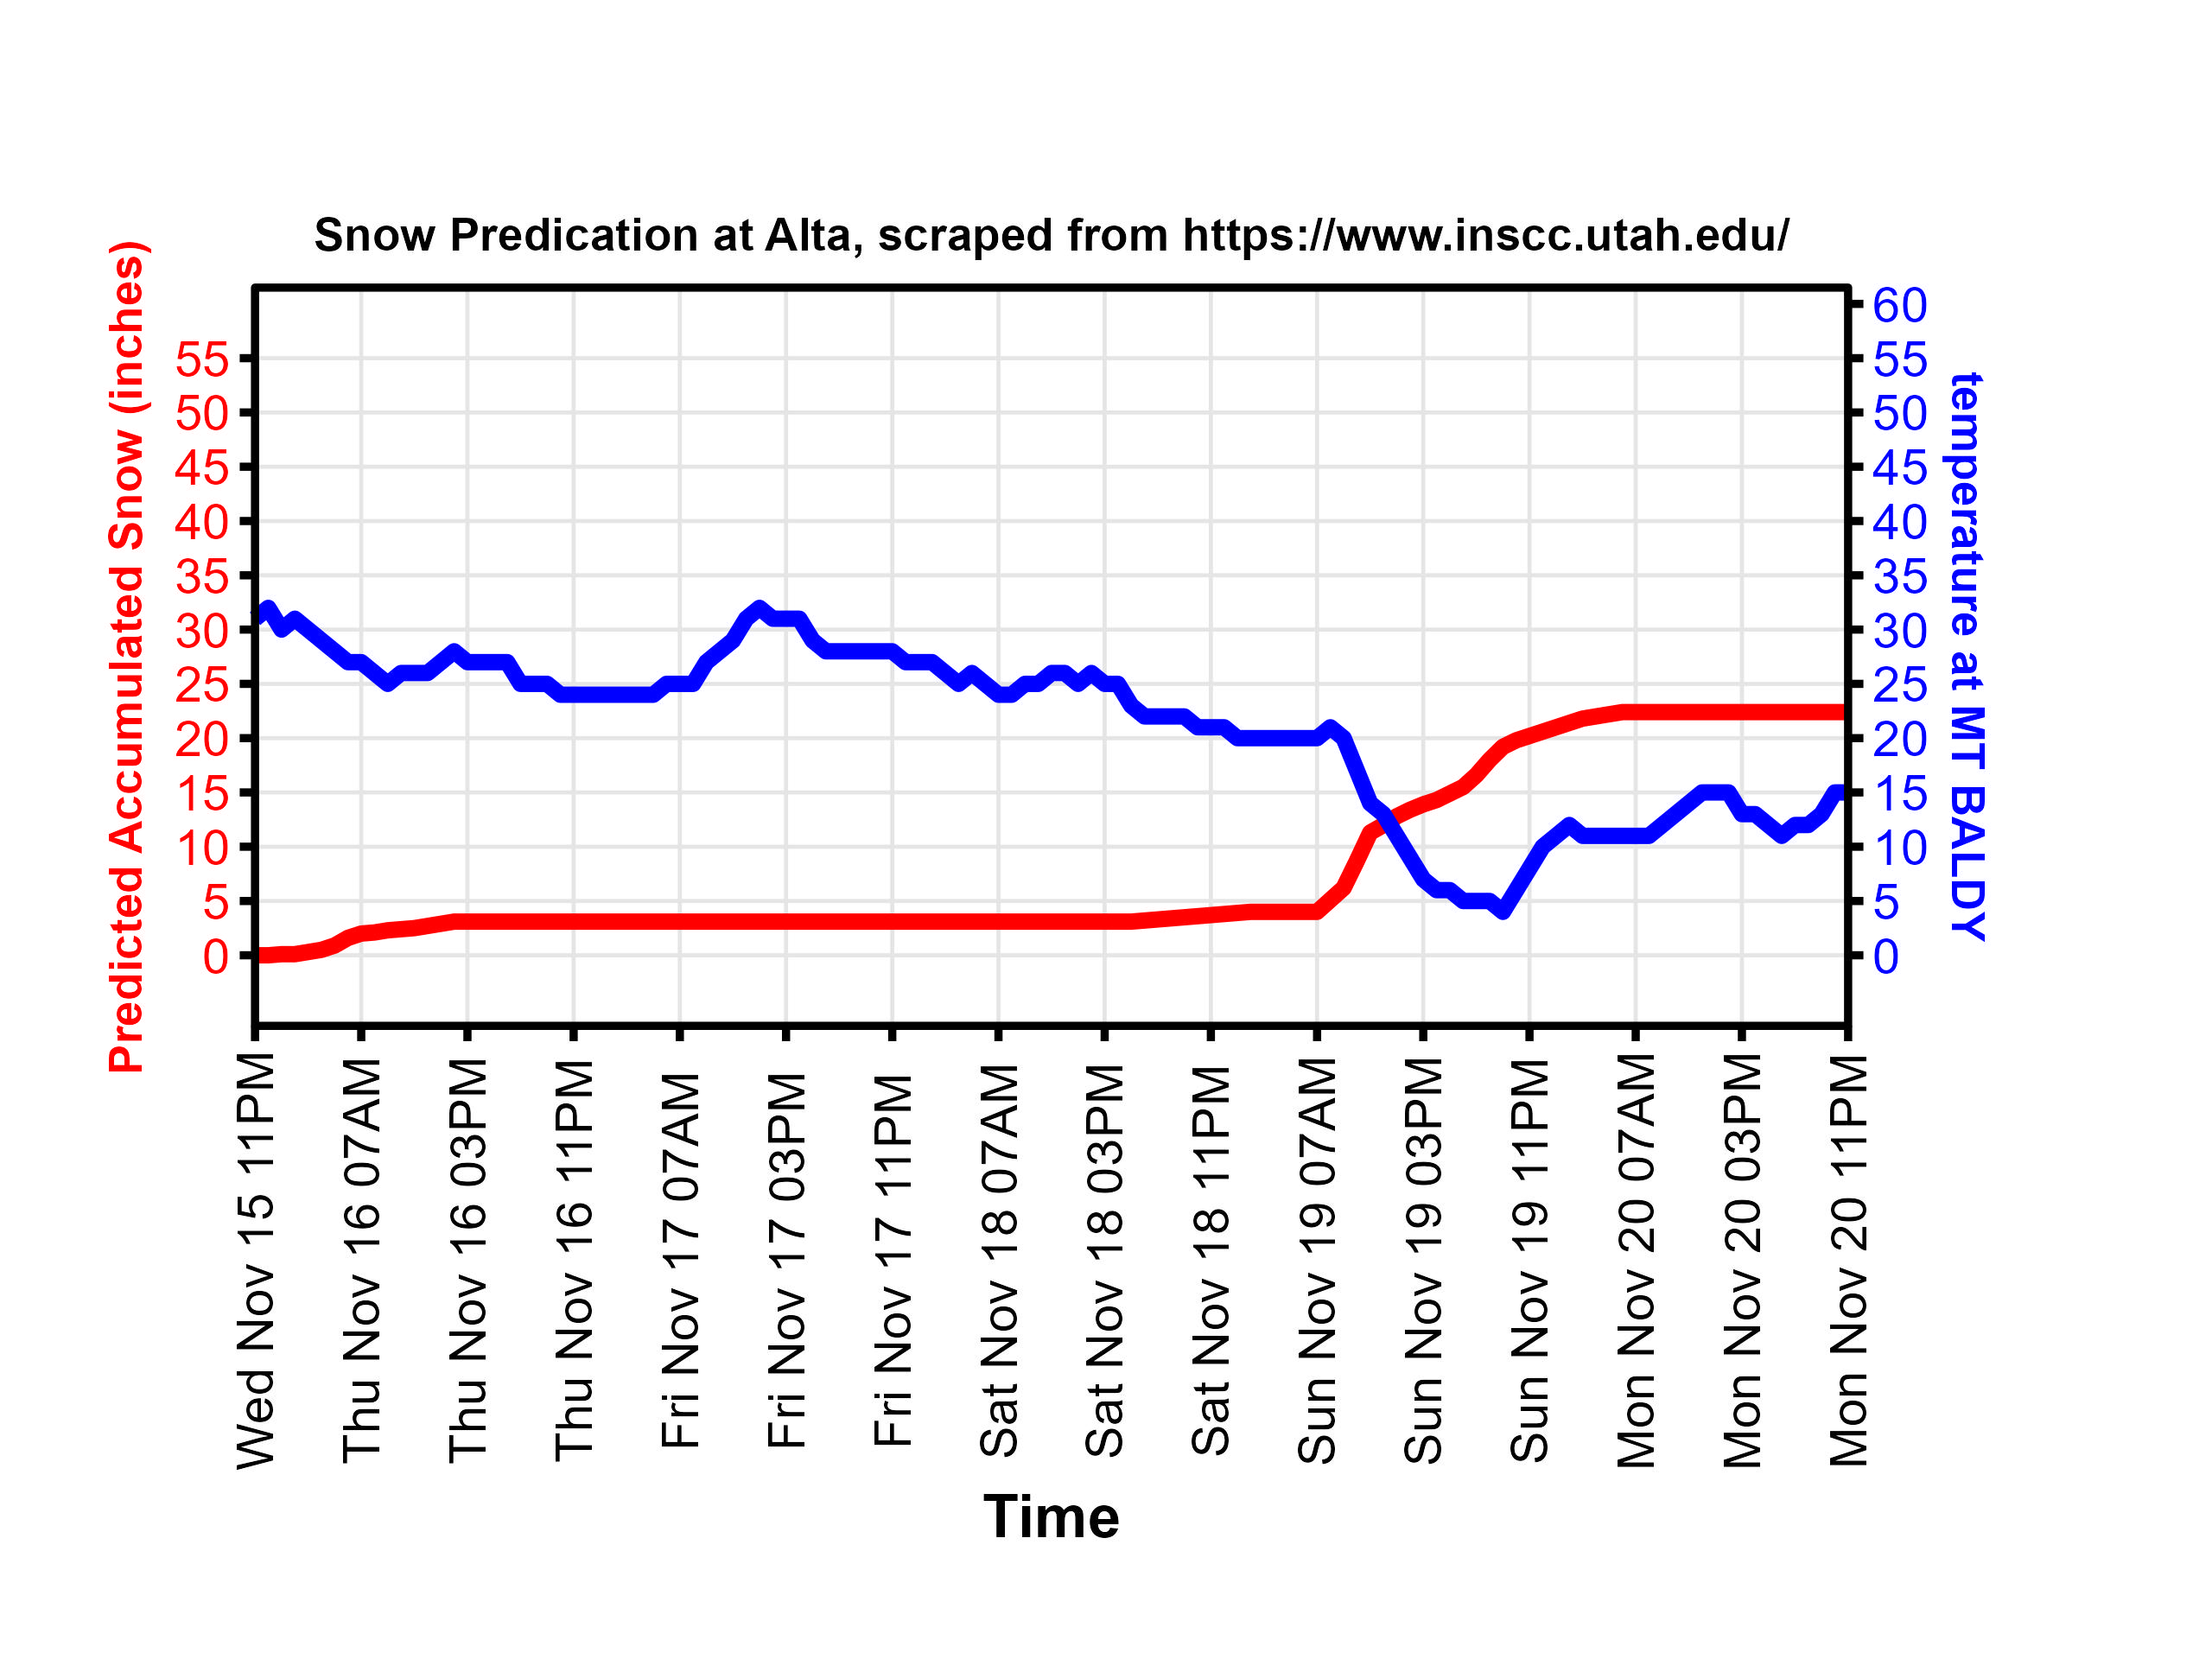 Snow Predication at Alta, scraped from https://www.inscc.utah.edu/
Predicted Accumulated Snow (inches)
55
50
45
40
35
30
25
20
15
10
5
0
60
55
50
45
40
35
30
25
20
15
10
5
0
temperature at MT BALDY
Wed Nov 15 11PM
Thu Nov 16 07AM
Thu Nov 16 03PM
Thu Nov 16 11PM
Fri Nov 17 07AM
Fri Nov 17 03PM
Fri Nov 17 11PM
Sat Nov 18 07AM
Sat Nov 18 03PM
Sat Nov 18 11PM
Sun Nov 19 07AM
Sun Nov 19 03PM
Sun Nov 19 11PM
Mon Nov 20 07AM
Mon Nov 20 03PM
Mon Nov 20 11PM
Time